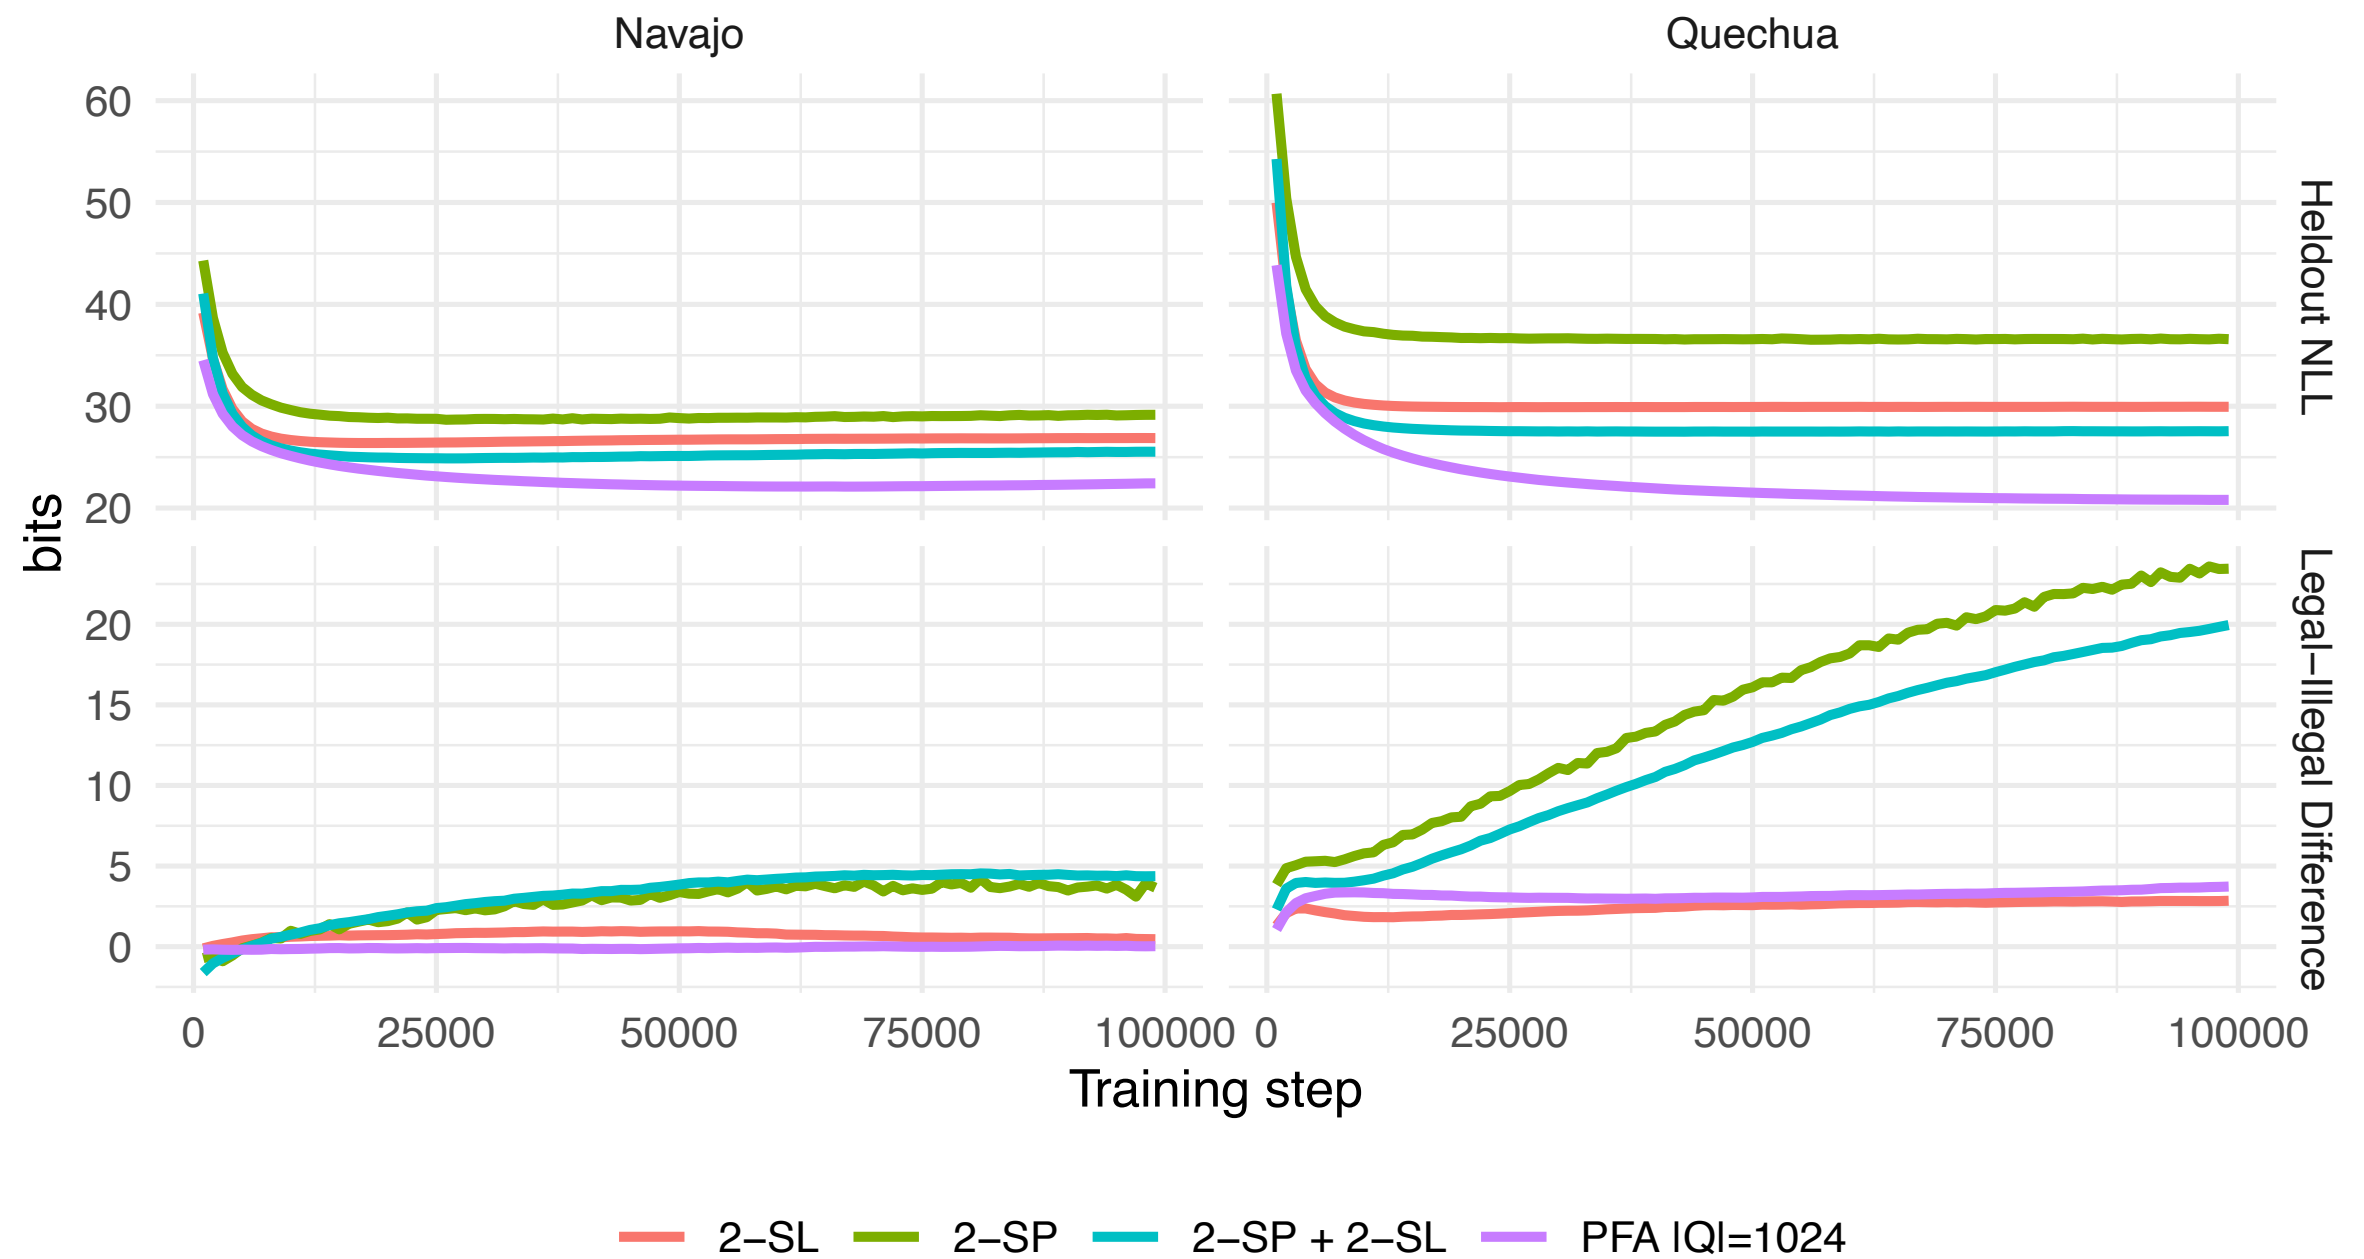 Navajo
Quechua
60
50
40
30
20
Heldout NLL
bits
20
15
10
5
0
Legal−Illegal Difference
0 25000 50000 75000 100000
0 25000 50000 75000 100000
Training step
2−SL 2−SP 2−SP + 2−SL PFA |Q|=1024